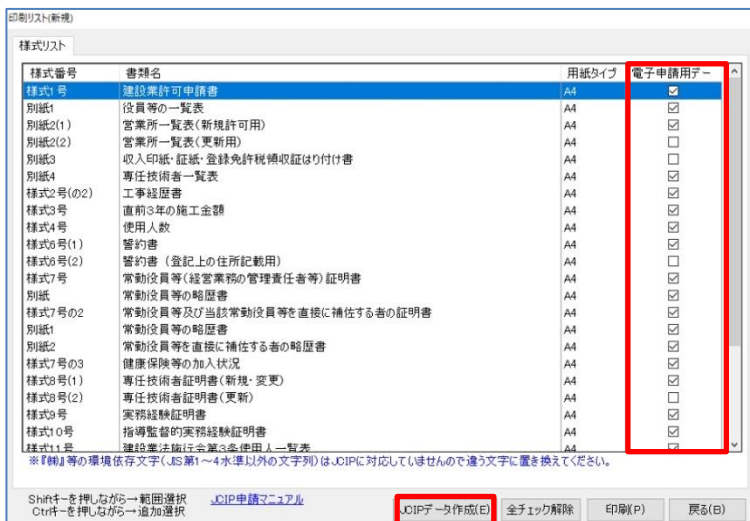 印刷リスト(新規)
様式リスト
様式番号 書類名 用紙タイプ 電子申請用デー
様式1号 建設業許可申請書 A4
別紙1 役員等の一覧表 A4
別紙2(1) 営業所一覧表(新規許可用) A4
別紙2(2) 営業所一覧表(更新用) A4
別紙3 収入印紙・証紙・登録免許税領収証はり付け書 A4
別紙4 専任技術者一覧表 A4
様式2号(の2) 工事経歴書 A4
様式3号 直前3年の施工金額 A4
様式4号 使用人数 A4
様式6号(1) 誓約書 A4
様式6号(2) 誓約書 (登記上の住所記載用) A4
様式7号 常勤役員等(経営業務の管理責任者等)証明書 A4
別紙 常勤役員等の略歴書 A4
様式7号の2 常勤役員等及び当該常勤役員等を直接に補佐する者の証明書 A4
別紙1 常勤役員等の略歴書 A4
別紙2 常勤役員等を直接に補佐する者の略歴書 A4
様式7号の3 健康保険等の加入状況 A4
様式8号(1) 専任技術者証明書(新規・変更) A4
様式8号(2) 専任技術者証明書(更新) A4
様式9号 実務経験証明書 A4
様式10号 指導監督的実務経験証明書 A4
様式11号 建設業法施行令第3条使用人一覧表 A4
※『㈱』等の環境依存文字(JIS第1～4水準以外の文字列)はJCIPに対応していませんので違う文字に置き換えてください。
Shiftキーを押しながら→範囲選択 JCIP申請マニュアル
Ctrlキーを押しながら→追加選択
JCIPデータ作成(E) 全チェック解除 印刷(P) 戻る(B)